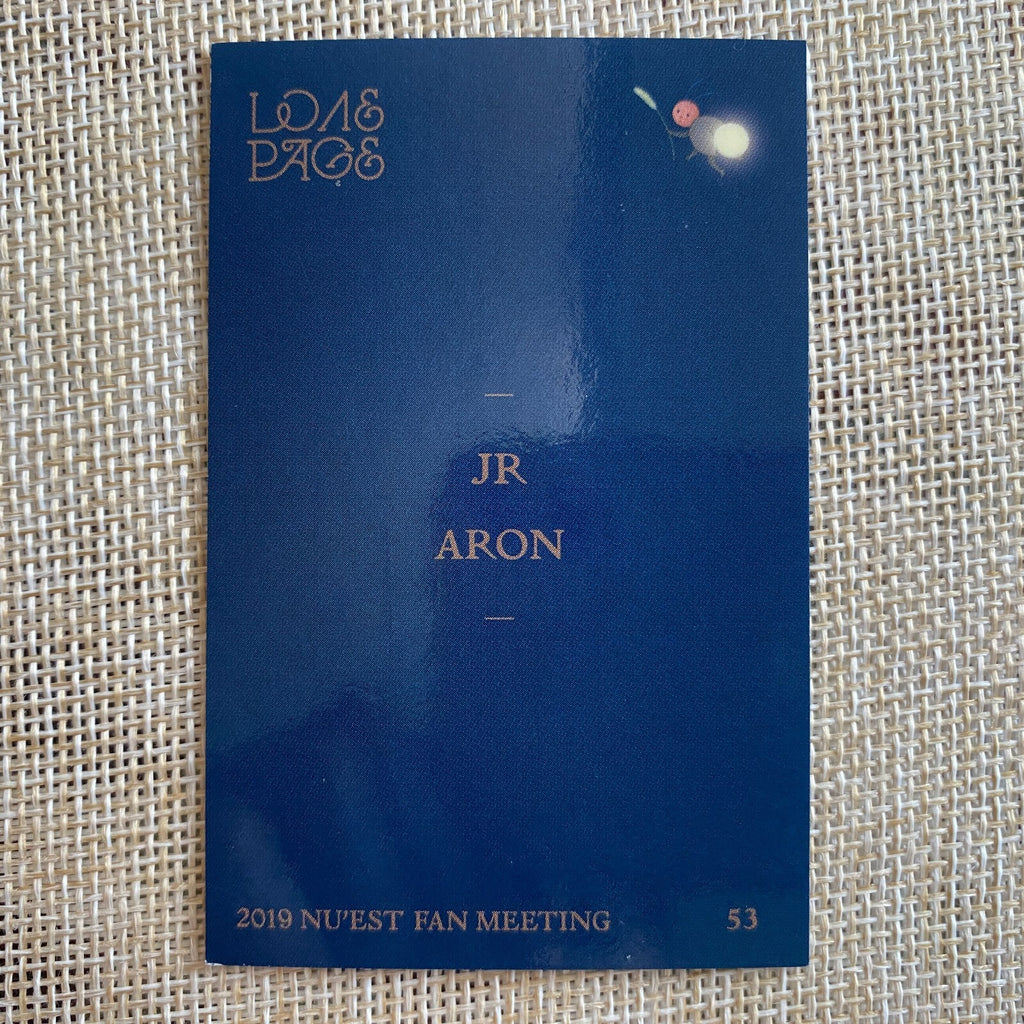 LOVE
PAGE
JR
ARON
2019 NU'EST FAN MEETING
53